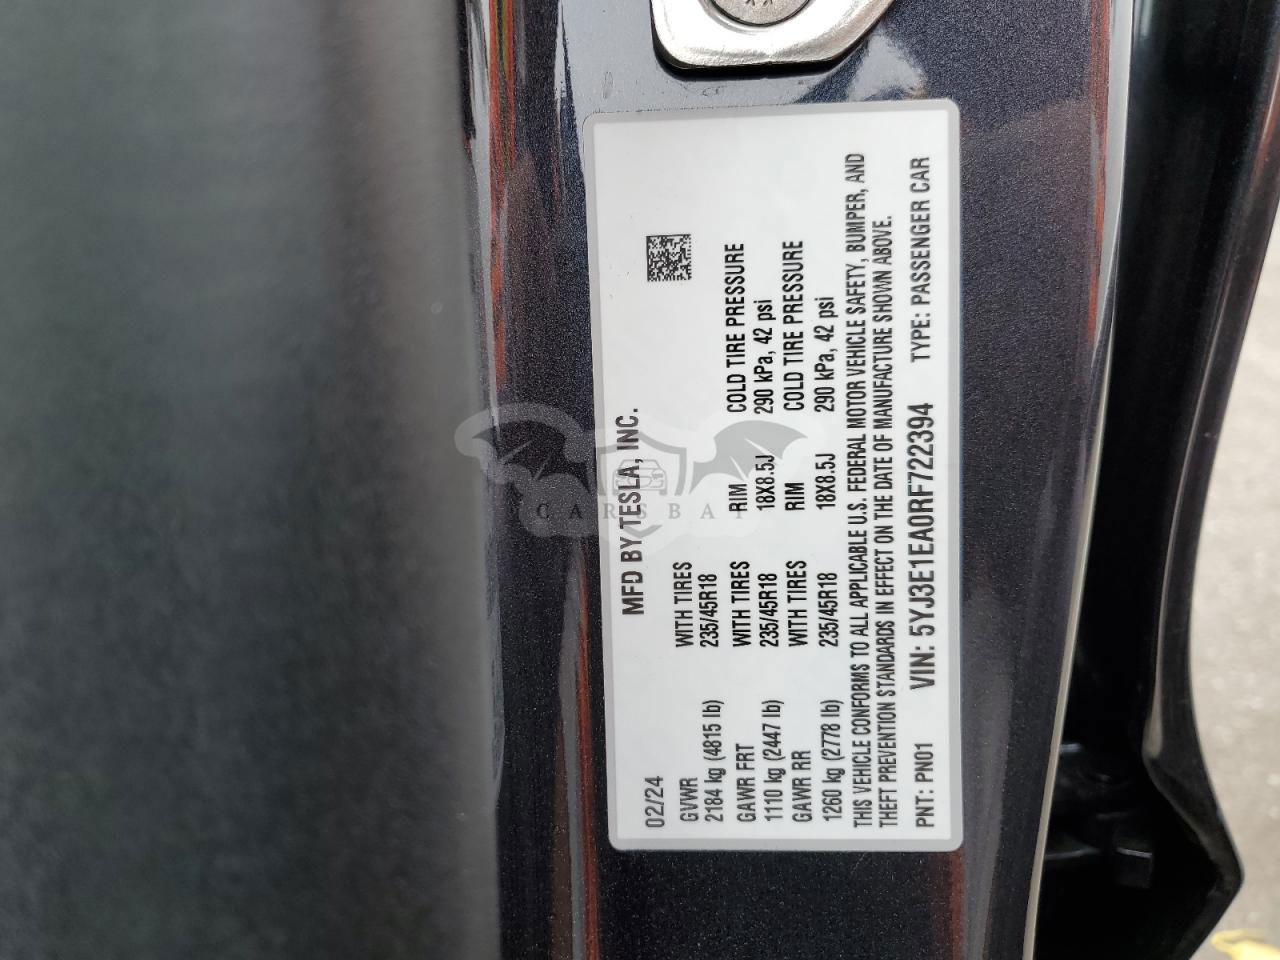 MFD BY TESLA, INC.
02/24
GVWR WITH TIRES
2184 kg (4815 lb) 235/45R18
GAWR FRT WITH TIRES RIM COLD TIRE PRESSURE
1110 kg (2447 lb) 235/45R18 18X8.5J 290 kPa, 42 psi
GAWR RR WITH TIRES RIM COLD TIRE PRESSURE
1260 kg (2778 lb) 235/45R18 18X8.5J 290 kPa, 42 psi
THIS VEHICLE CONFORMS TO ALL APPLICABLE U.S. FEDERAL MOTOR VEHICLE SAFETY, BUMPER, AND
THEFT PREVENTION STANDARDS IN EFFECT ON THE DATE OF MANUFACTURE SHOWN ABOVE.
PNT: PN01 VIN: 5YJ3E1EA0RF722394 TYPE: PASSENGER CAR
CARSBAT